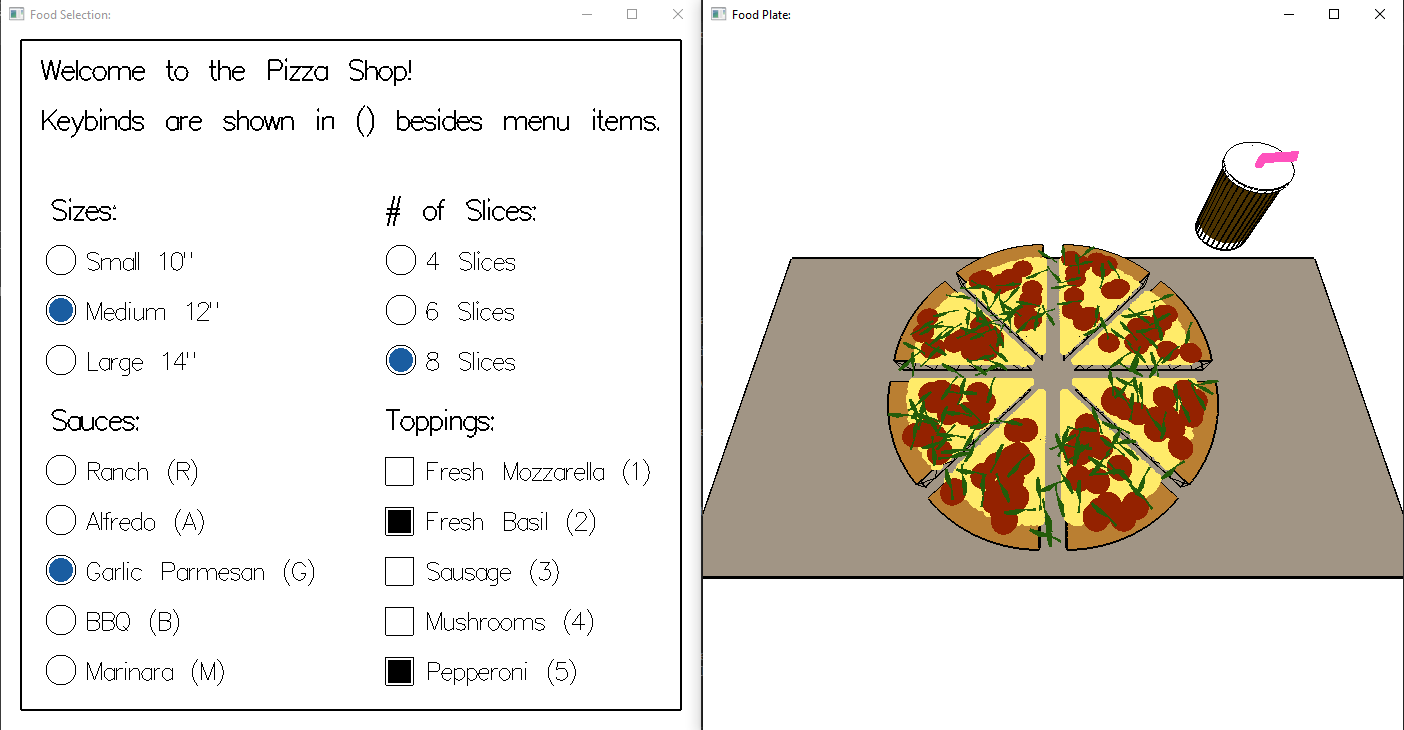 Food Selection:
Food Plate:
Welcome to the Pizza Shop!
Keybinds are shown in () besides menu items.
Sizes:
Small 10''
Medium 12''
Large 14''
# of Slices:
4 Slices
6 Slices
8 Slices
Sauces:
Ranch (R)
Alfredo (A)
Garlic Parmesan (G)
BBQ (B)
Marinara (M)
Toppings:
Fresh Mozzarella (1)
Fresh Basil (2)
Sausage (3)
Mushrooms (4)
Pepperoni (5)